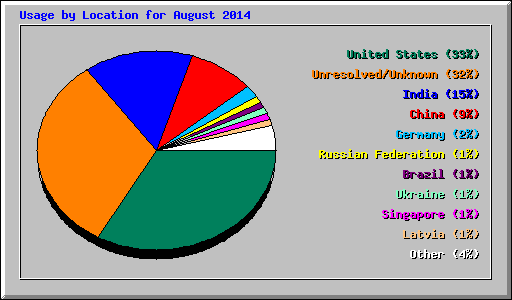 Usage by Location for August 2014
United States (33%)
Unresolved/Unknown (32%)
India (15%)
China (9%)
Germany (2%)
Russian Federation (1%)
Brazil (1%)
Ukraine (1%)
Singapore (1%)
Latvia (1%)
Other (4%)